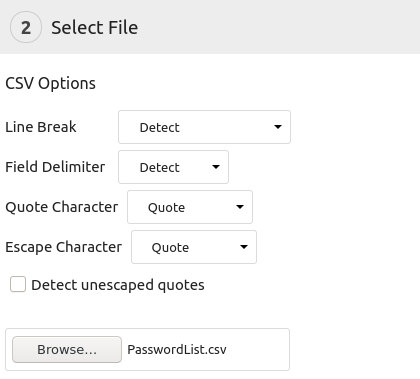 2 Select File
CSV Options
Line Break Detect
Field Delimiter Detect
Quote Character Quote
Escape Character Quote
Detect unescaped quotes
Browse... PasswordList.csv